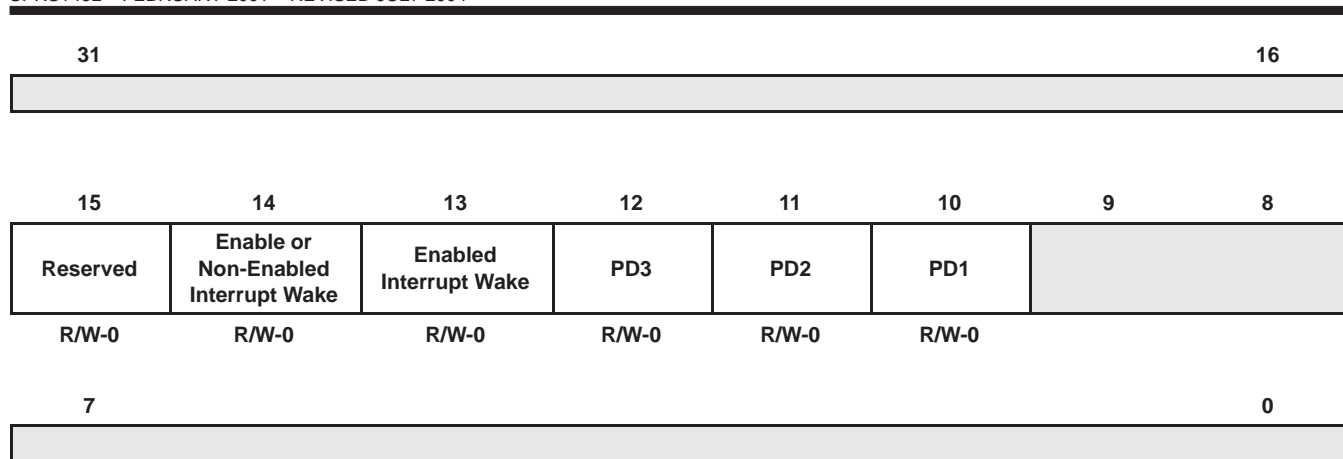 31 16
15 14 13 12 11 10 9 8
Reserved
Enable or
Non-Enabled
Interrupt Wake
Enabled
Interrupt Wake
PD3 PD2 PD1
R/W-0 R/W-0 R/W-0 R/W-0 R/W-0 R/W-0
7 0